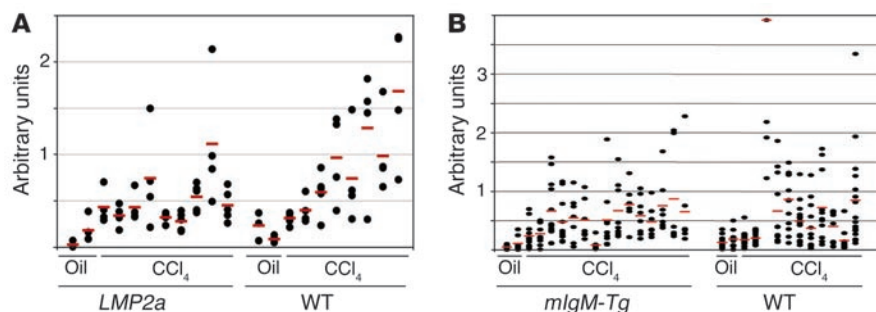 A
Arbitrary units
2
1
Oil CCl4 Oil CCl4
LMP2a WT
B
Arbitrary units
3
2
1
Oil CCl4 Oil CCl4
mIgM-Tg WT